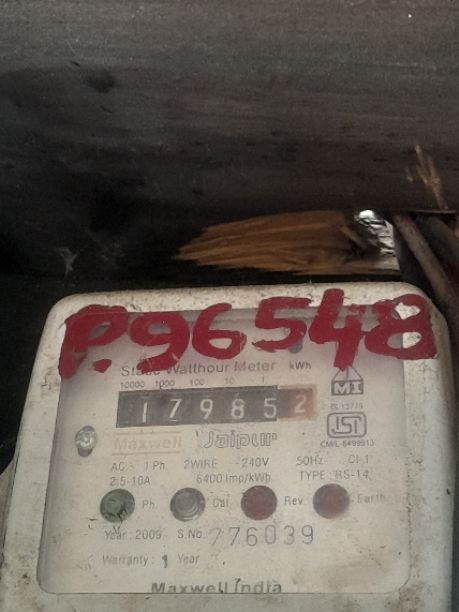 P.96548
Static Watthour Meter kWh
10000 1000 100 10 1
179852
MI
IS 13779
ISI
CM/L-8499913
Maxwell Jaipur
AC - 1 Ph. 2WIRE 240V 50Hz Cl-1
2.5-10A 6400 Imp/kWh TYPE: RS-14
Ph. Cal Rev. Earth
Year: 2009 S.No. 776039
Warranty: 1 Year
Maxwell India